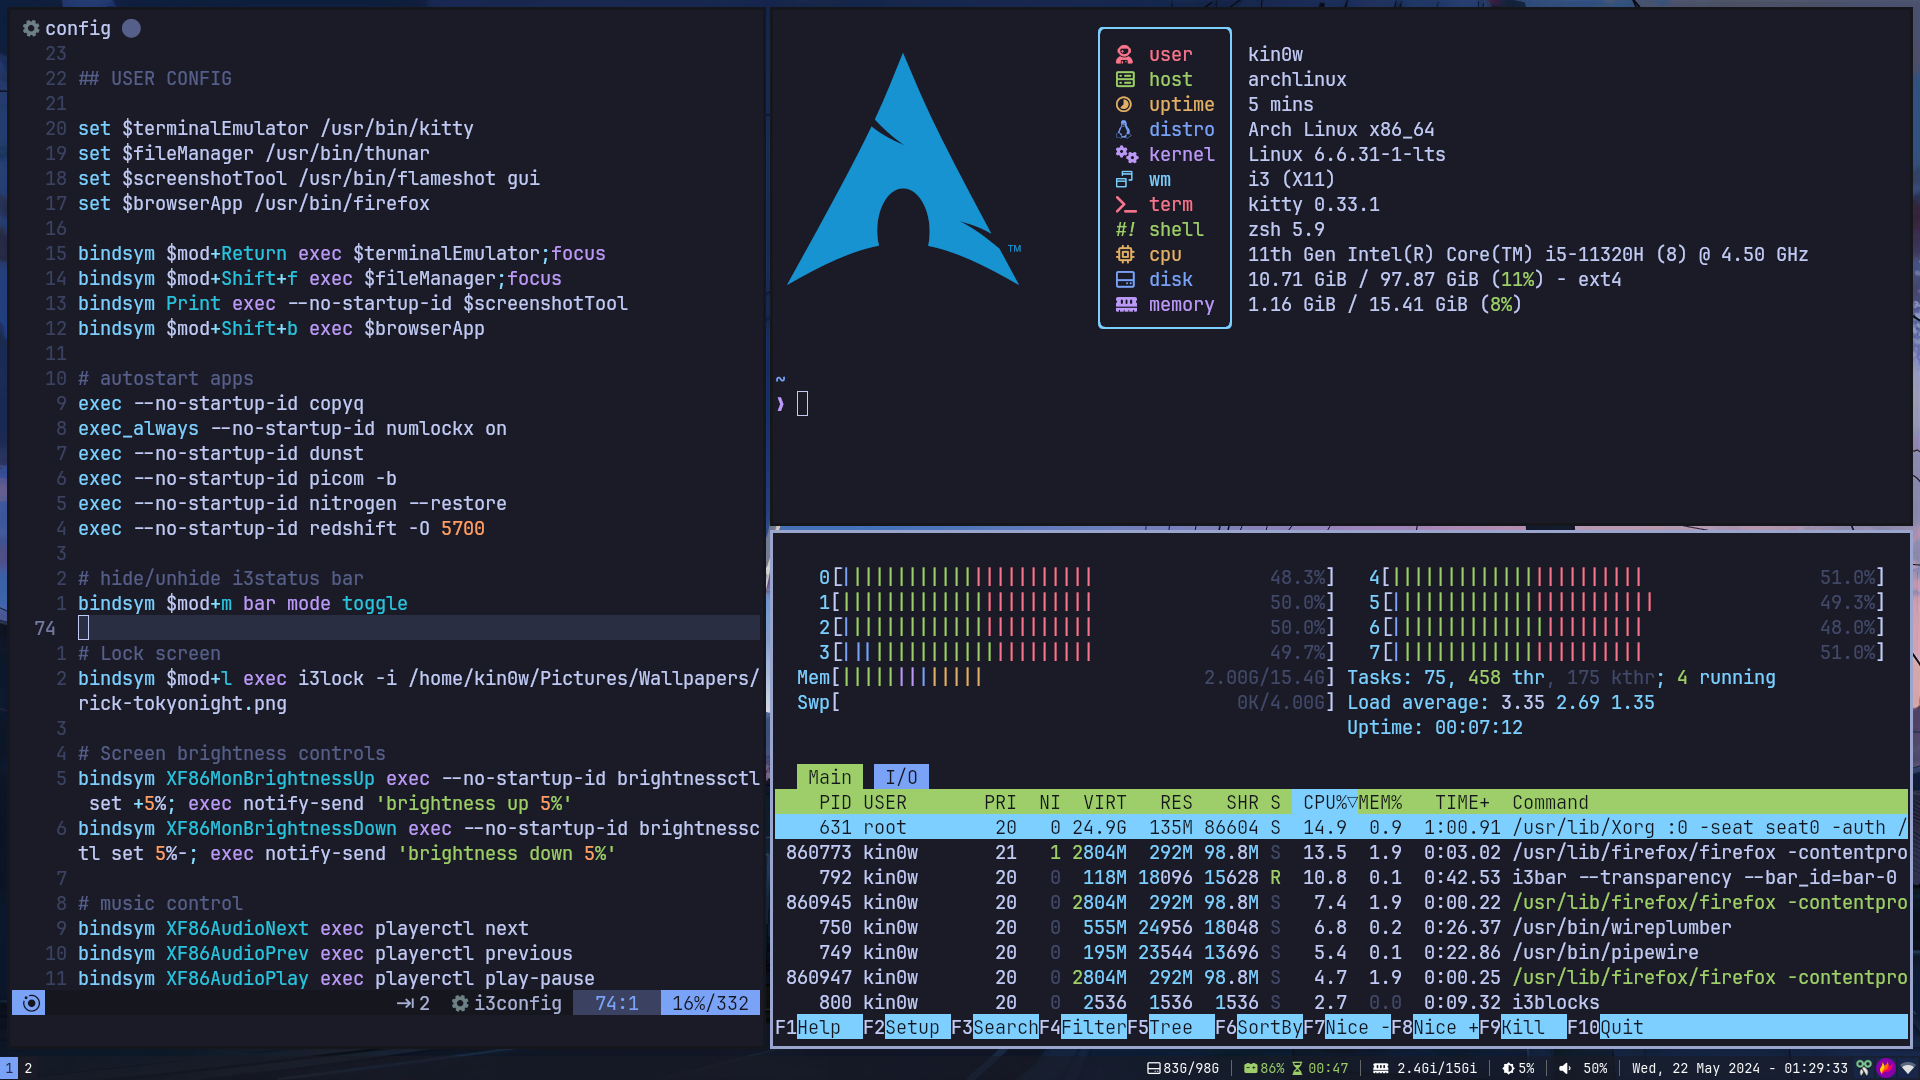 config
23
22 ## USER CONFIG
21
20 set $terminalEmulator /usr/bin/kitty
19 set $fileManager /usr/bin/thunar
18 set $screenshotTool /usr/bin/flameshot gui
17 set $browserApp /usr/bin/firefox
16
15 bindsym $mod+Return exec $terminalEmulator;focus
14 bindsym $mod+Shift+f exec $fileManager;focus
13 bindsym Print exec --no-startup-id $screenshotTool
12 bindsym $mod+Shift+b exec $browserApp
11
10 # autostart apps
9 exec --no-startup-id copyq
8 exec_always --no-startup-id numlockx on
7 exec --no-startup-id dunst
6 exec --no-startup-id picom -b
5 exec --no-startup-id nitrogen --restore
4 exec --no-startup-id redshift -O 5700
3
2 # hide/unhide i3status bar
1 bindsym $mod+m bar mode toggle
74
1 # Lock screen
2 bindsym $mod+l exec i3lock -i /home/kin0w/Pictures/Wallpapers/
rick-tokyonight.png
3
4 # Screen brightness controls
5 bindsym XF86MonBrightnessUp exec --no-startup-id brightnessctl
set +5%; exec notify-send 'brightness up 5%'
6 bindsym XF86MonBrightnessDown exec --no-startup-id brightnessc
tl set 5%-; exec notify-send 'brightness down 5%'
7
8 # music control
9 bindsym XF86AudioNext exec playerctl next
10 bindsym XF86AudioPrev exec playerctl previous
11 bindsym XF86AudioPlay exec playerctl play-pause
2 i3config 74:1 16%/332
TM
user kin0w
host archlinux
uptime 5 mins
distro Arch Linux x86_64
kernel Linux 6.6.31-1-lts
wm i3 (X11)
term kitty 0.33.1
#! shell zsh 5.9
cpu 11th Gen Intel(R) Core(TM) i5-11320H (8) @ 4.50 GHz
disk 10.71 GiB / 97.87 GiB (11%) - ext4
memory 1.16 GiB / 15.41 GiB (8%)
~
❯
0[||||||||||||||||||||||| 48.3%] 4[||||||||||||||||||||||| 51.0%]
1[||||||||||||||||||||||| 50.0%] 5[|||||||||||||||||||||||| 49.3%]
2[||||||||||||||||||||||| 50.0%] 6[||||||||||||||||||||||| 48.0%]
3[||||||||||||||||||||||| 49.7%] 7[||||||||||||||||||||||| 51.0%]
Mem[||||||||||||| 2.00G/15.4G] Tasks: 75, 458 thr, 175 kthr; 4 running
Swp[ 0K/4.00G] Load average: 3.35 2.69 1.35
Uptime: 00:07:12
Main I/O
PID USER PRI NI VIRT RES SHR S CPU%▽MEM% TIME+ Command
631 root 20 0 24.9G 135M 86604 S 14.9 0.9 1:00.91 /usr/lib/Xorg :0 -seat seat0 -auth /
860773 kin0w 21 1 2804M 292M 98.8M S 13.5 1.9 0:03.02 /usr/lib/firefox/firefox -contentpro
792 kin0w 20 0 118M 18096 15628 R 10.8 0.1 0:42.53 i3bar --transparency --bar_id=bar-0
860945 kin0w 20 0 2804M 292M 98.8M S 7.4 1.9 0:00.22 /usr/lib/firefox/firefox -contentpro
750 kin0w 20 0 555M 24956 18048 S 6.8 0.2 0:26.37 /usr/bin/wireplumber
749 kin0w 20 0 195M 23544 13696 S 5.4 0.1 0:22.86 /usr/bin/pipewire
860947 kin0w 20 0 2804M 292M 98.8M S 4.7 1.9 0:00.25 /usr/lib/firefox/firefox -contentpro
800 kin0w 20 0 2536 1536 1536 S 2.7 0.0 0:09.32 i3blocks
F1Help F2Setup F3SearchF4FilterF5Tree F6SortByF7Nice -F8Nice +F9Kill F10Quit
1 2 83G/98G | 86% 00:47 | 2.4Gi/15Gi | 5% | 50% | Wed, 22 May 2024 - 01:29:33